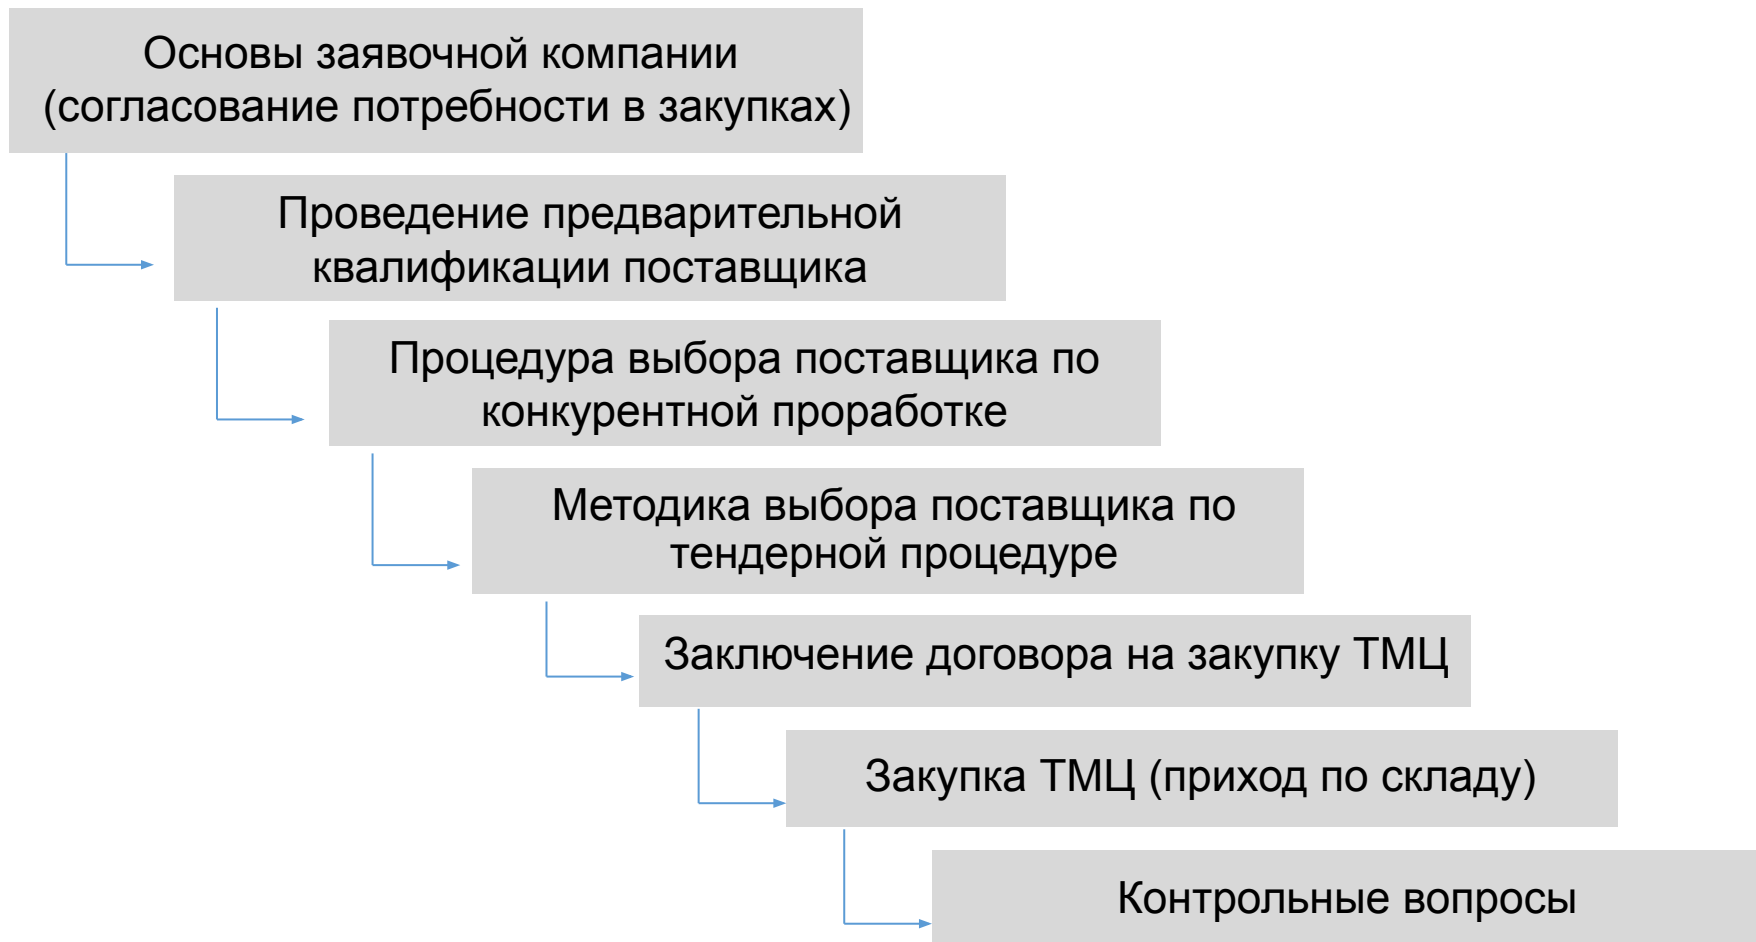 Основы заявочной компании
(согласование потребности в закупках)
Проведение предварительной
квалификации поставщика
Процедура выбора поставщика по
конкурентной проработке
Методика выбора поставщика по
тендерной процедуре
Заключение договора на закупку ТМЦ
Закупка ТМЦ (приход по складу)
Контрольные вопросы